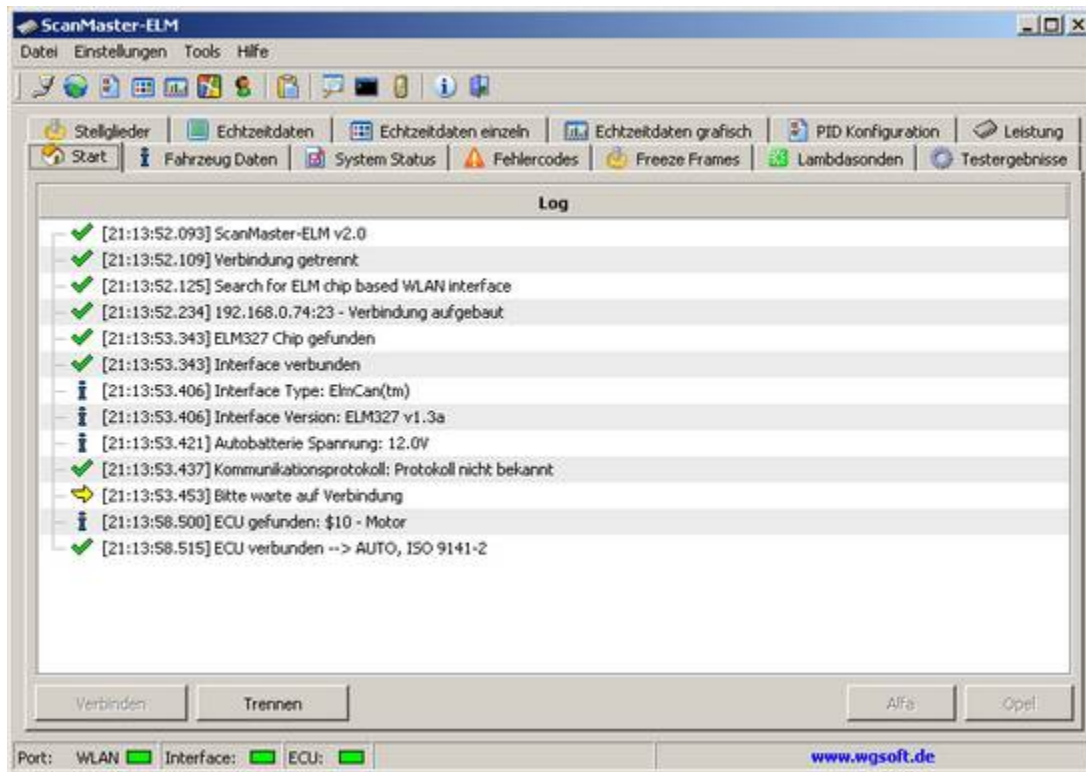 ScanMaster-ELM
Datei Einstellungen Tools Hilfe
Stellglieder Echtzeitdaten Echtzeitdaten einzeln Echtzeitdaten grafisch PID Konfiguration Leistung
Start Fahrzeug Daten System Status Fehlercodes Freeze Frames Lambdasonden Testergebnisse
Log
[21:13:52.093] ScanMaster-ELM v2.0
[21:13:52.109] Verbindung getrennt
[21:13:52.125] Search for ELM chip based WLAN interface
[21:13:52.234] 192.168.0.74:23 - Verbindung aufgebaut
[21:13:53.343] ELM327 Chip gefunden
[21:13:53.343] Interface verbunden
[21:13:53.406] Interface Type: ElmCan(tm)
[21:13:53.406] Interface Version: ELM327 v1.3a
[21:13:53.421] Autobatterie Spannung: 12.0V
[21:13:53.437] Kommunikationsprotokoll: Protokoll nicht bekannt
[21:13:53.453] Bitte warte auf Verbindung
[21:13:58.500] ECU gefunden: $10 - Motor
[21:13:58.515] ECU verbunden --> AUTO, ISO 9141-2
Verbinden Trennen Alfa Opel
Port: WLAN Interface: ECU: www.wgsoft.de